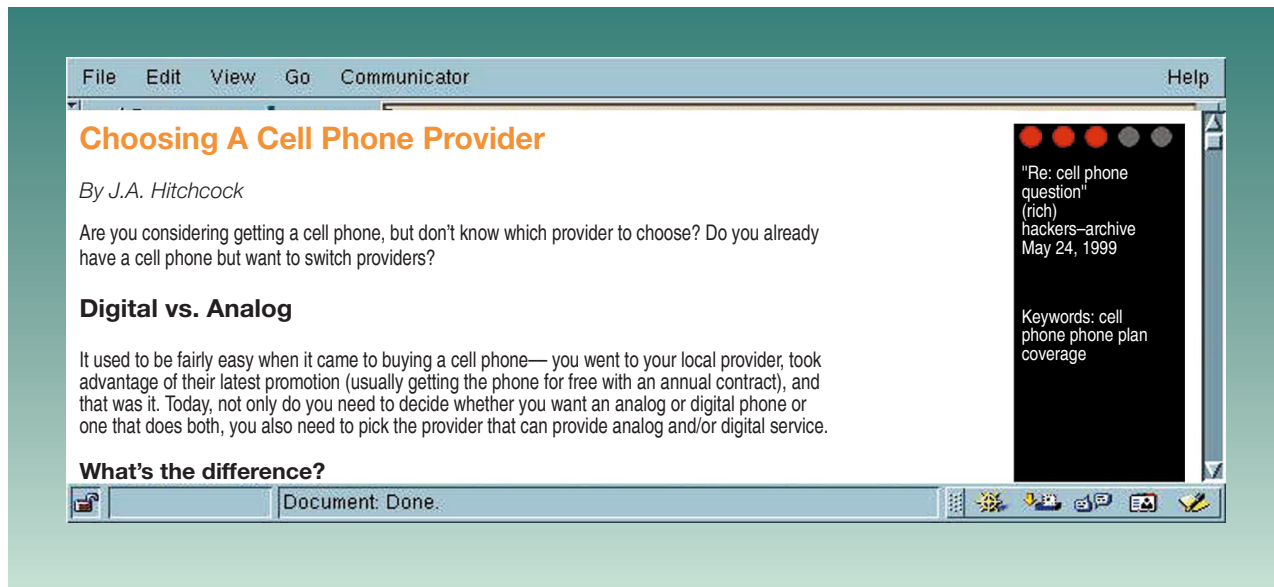 File Edit View Go Communicator Help
Choosing A Cell Phone Provider
By J.A. Hitchcock
Are you considering getting a cell phone, but don’t know which provider to choose? Do you already
have a cell phone but want to switch providers?
Digital vs. Analog
It used to be fairly easy when it came to buying a cell phone— you went to your local provider, took
advantage of their latest promotion (usually getting the phone for free with an annual contract), and
that was it. Today, not only do you need to decide whether you want an analog or digital phone or
one that does both, you also need to pick the provider that can provide analog and/or digital service.
What’s the difference?
"Re: cell phone
question"
(rich)
hackers–archive
May 24, 1999
Keywords: cell
phone phone plan
coverage
Document: Done.